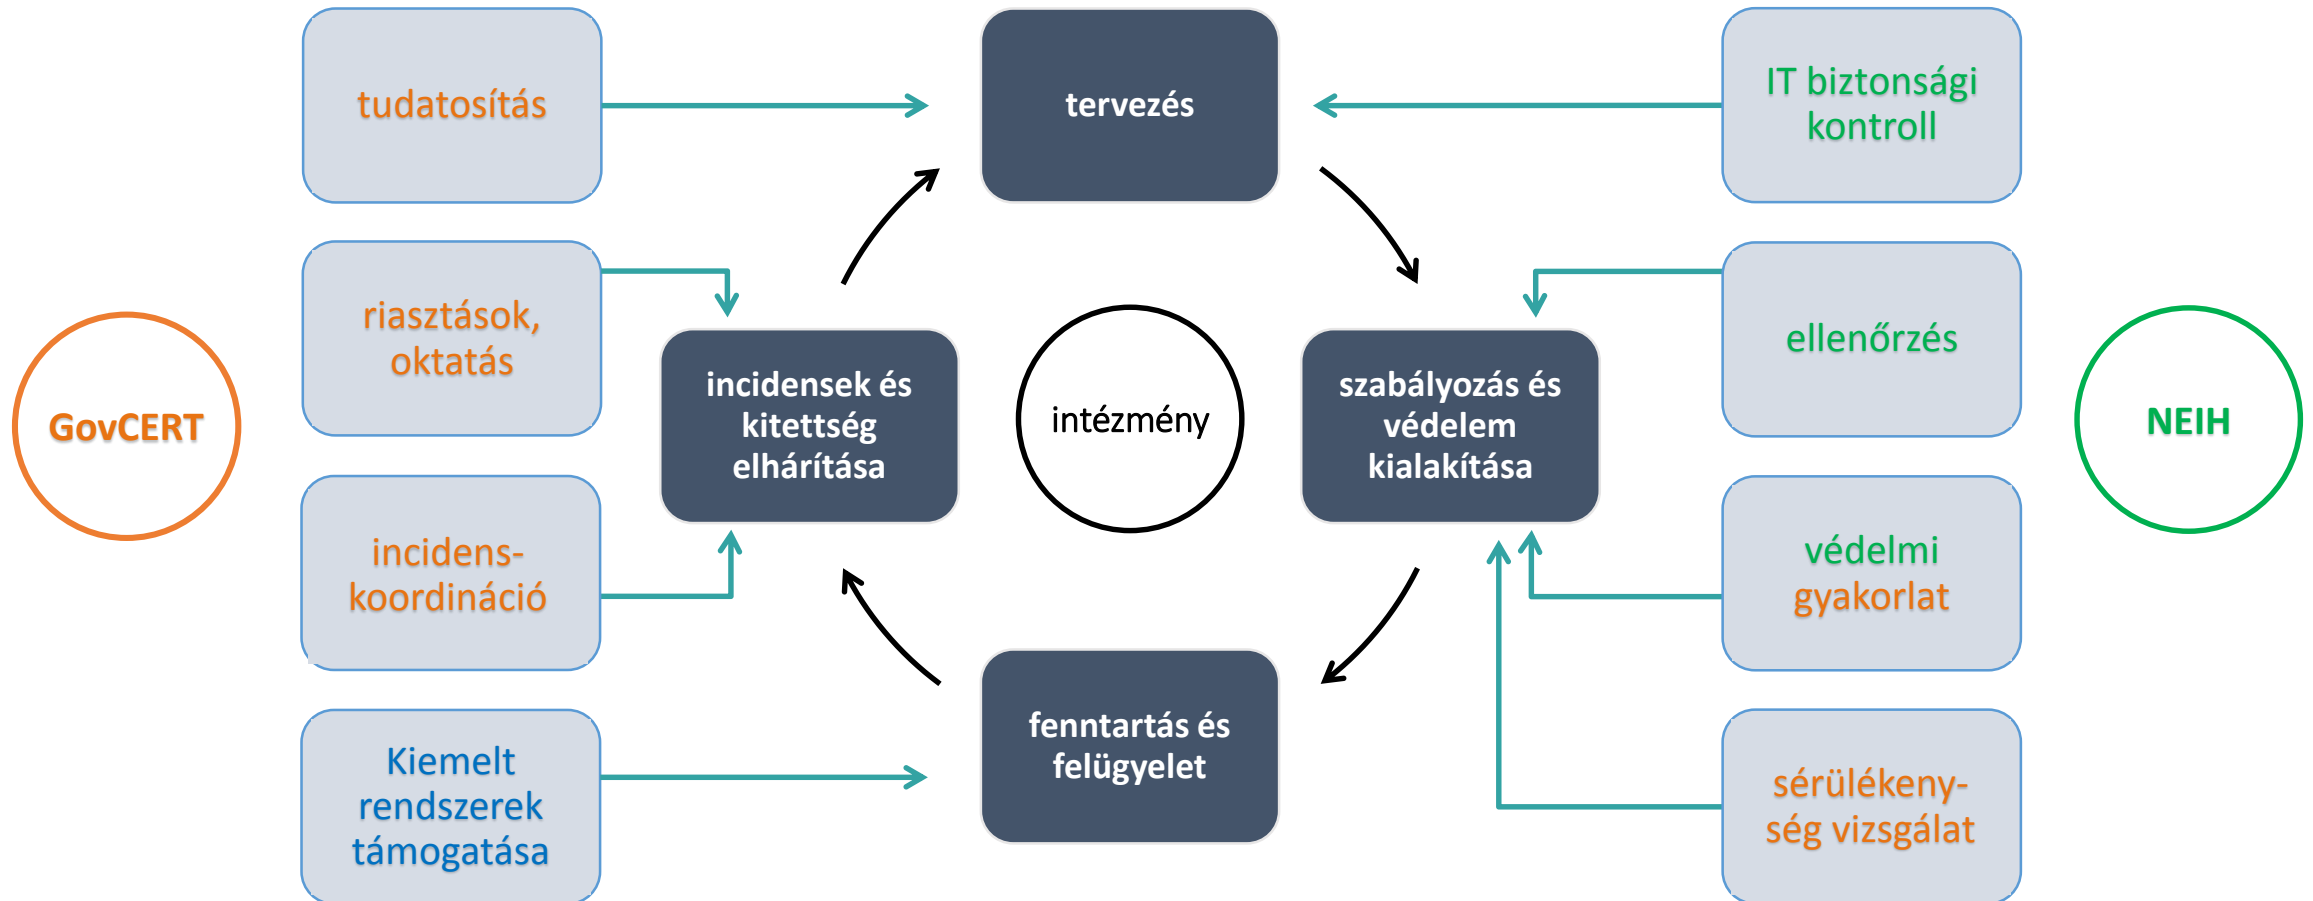 tudatosítás
tervezés
IT biztonsági
kontroll
riasztások,
oktatás
ellenőrzés
GovCERT
incidensek és
kitettség
elhárítása
intézmény
szabályozás és
védelem
kialakítása
NEIH
incidens-
koordináció
védelmi
gyakorlat
Kiemelt
rendszerek
támogatása
fenntartás és
felügyelet
sérülékeny-
ség vizsgálat